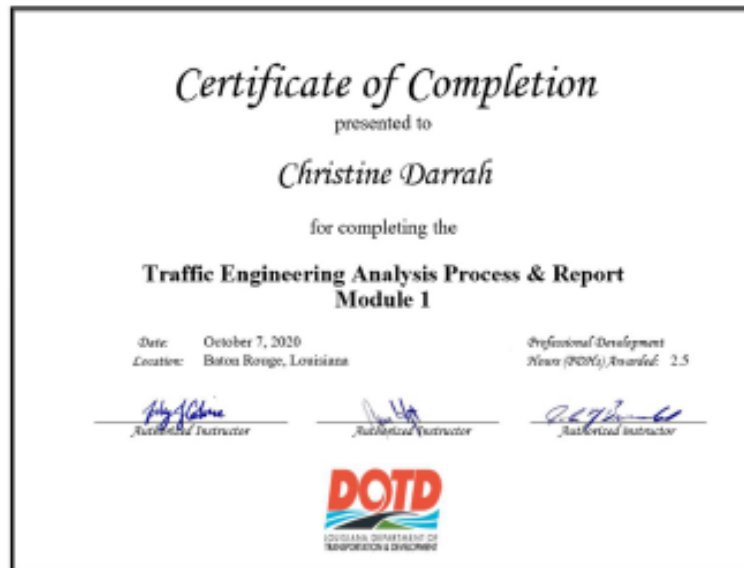 Certificate of Completion
presented to
Christine Darrah
for completing the
Traffic Engineering Analysis Process & Report
Module 1
Date: October 7, 2020
Location: Baton Rouge, Louisiana
Professional Development
Hours (PDHs) Awarded: 2.5
Authorized Instructor
Authorized Instructor
Authorized instructor
DOTD
LOUISIANA DEPARTMENT OF
TRANSPORTATION & DEVELOPMENT